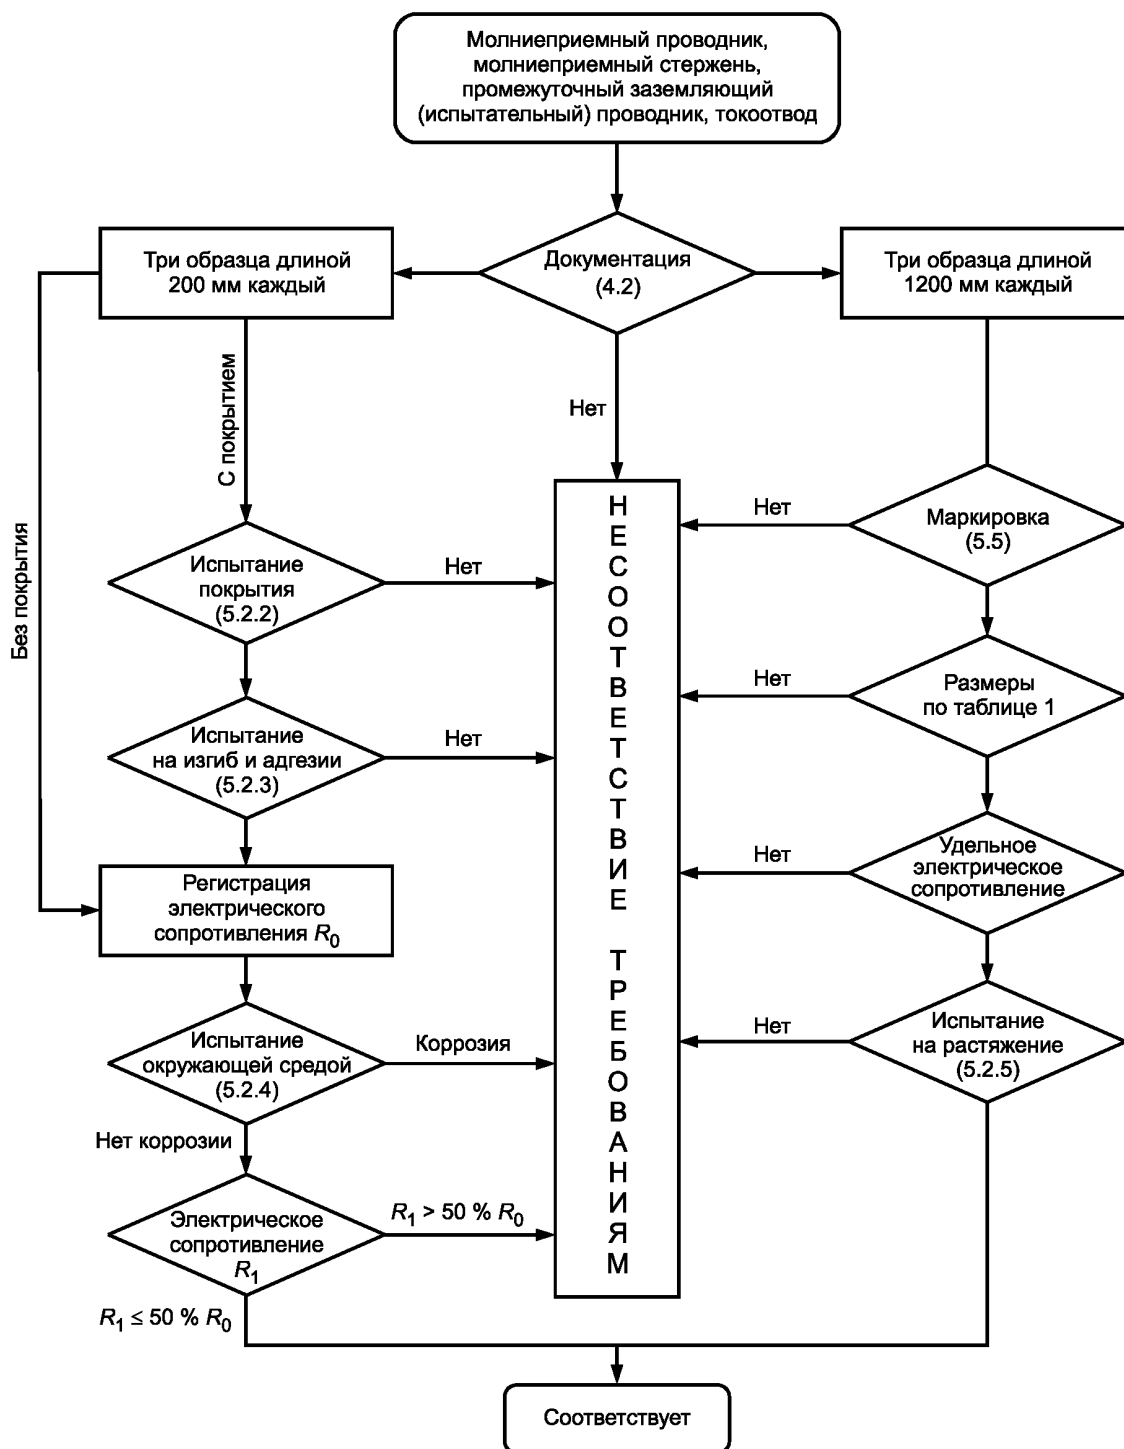 Молниеприемный проводник,
молниеприемный стержень,
промежуточный заземляющий
(испытательный) проводник, токоотвод
Три образца длиной
200 мм каждый
Документация
(4.2)
Три образца длиной
1200 мм каждый
С покрытием
Без покрытия
Нет
НЕСООТВЕТСТВИЕ ТРЕБОВАНИЯМ
Испытание
покрытия
(5.2.2)
Нет
Испытание
на изгиб и адгезии
(5.2.3)
Нет
Регистрация
электрического
сопротивления R0
Испытание
окружающей средой
(5.2.4)
Коррозия
Нет коррозии
Электрическое
сопротивление
R1
R1 > 50 % R0
R1 ≤ 50 % R0
Нет
Маркировка
(5.5)
Нет
Размеры
по таблице 1
Нет
Удельное
электрическое
сопротивление
Нет
Испытание
на растяжение
(5.2.5)
Соответствует